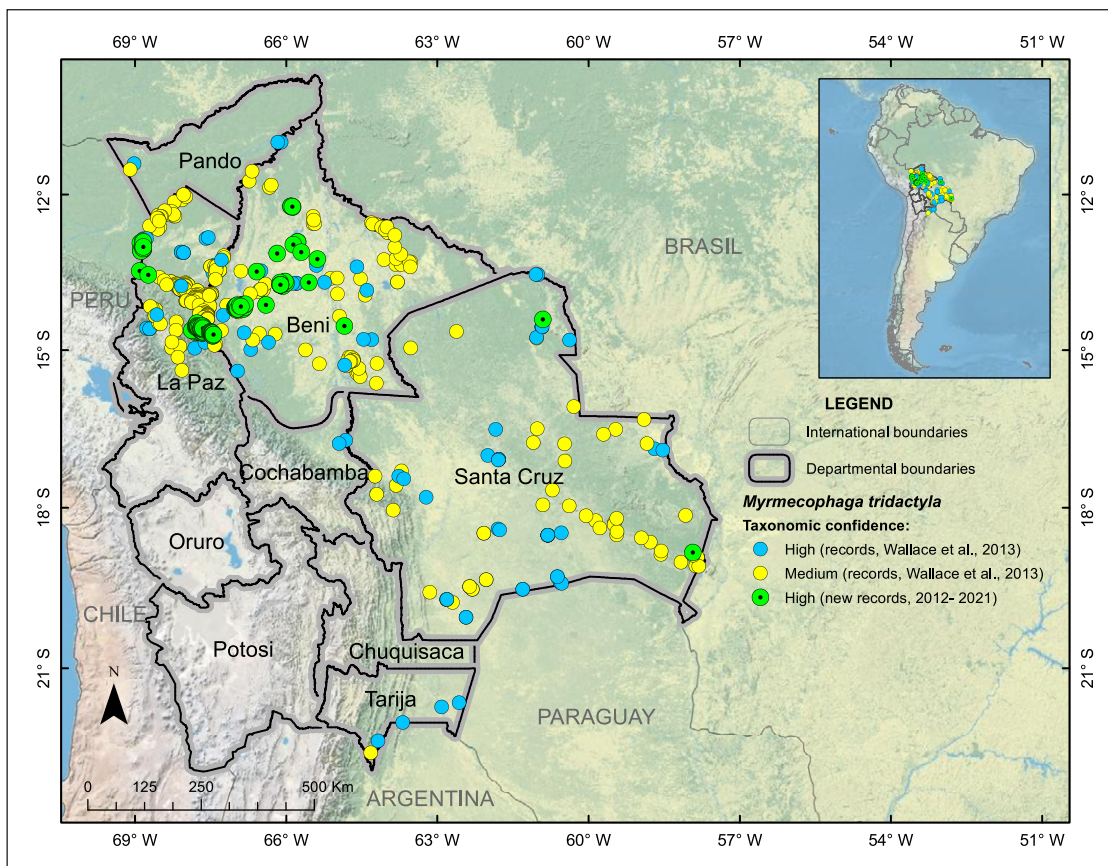 69° W 66° W 63° W 60° W 57° W 54° W 51° W
12° S
15° S
18° S
21° S
12° S
15° S
18° S
21° S
Pando
BRASIL
PERU
Beni
La Paz
Cochabamba
Santa Cruz
Oruro
CHILE
Potosi
Chuquisaca
Tarija
PARAGUAY
ARGENTINA
N
0 125 250 500 Km
LEGEND
International boundaries
Departmental boundaries
Myrmecophaga tridactyla
Taxonomic confidence:
High (records, Wallace et al., 2013)
Medium (records, Wallace et al., 2013)
High (new records, 2012- 2021)
69° W 66° W 63° W 60° W 57° W 54° W 51° W